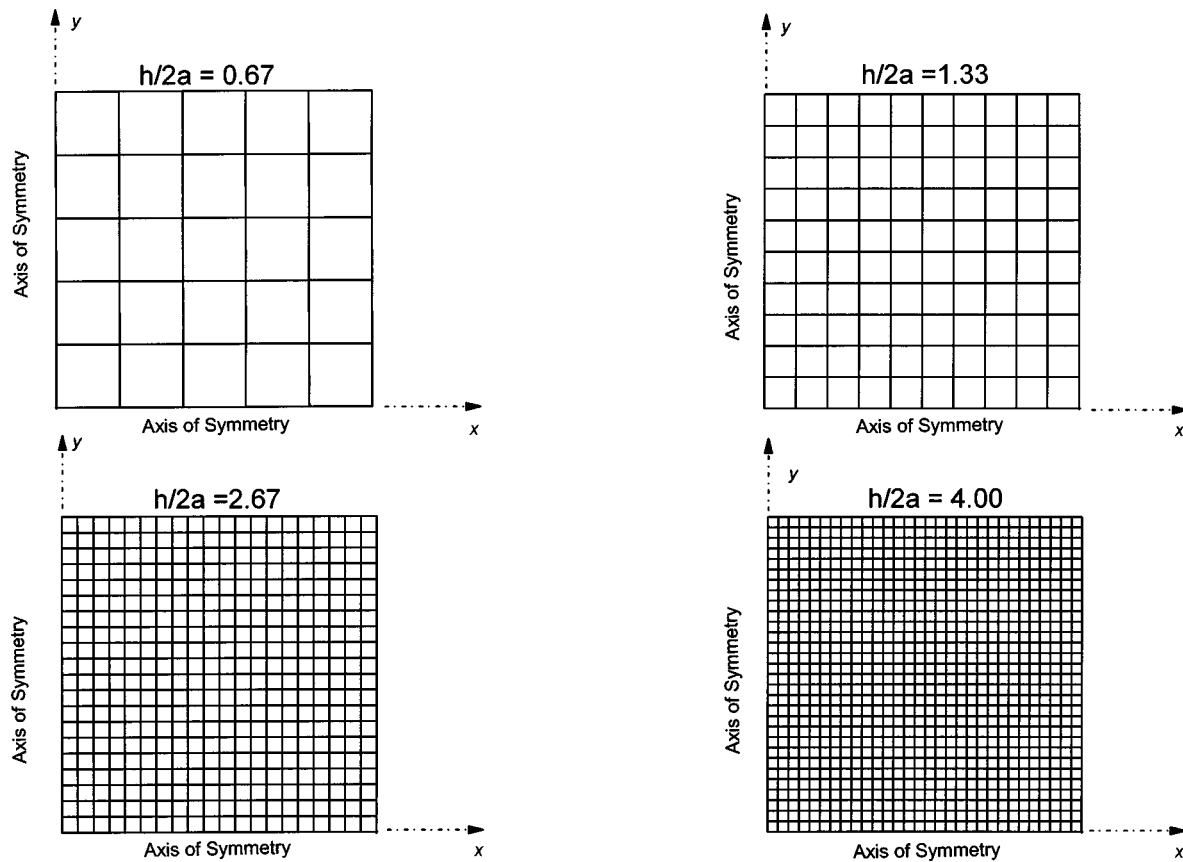 y
h/2a = 0.67
Axis of Symmetry
Axis of Symmetry
x
y
h/2a =1.33
Axis of Symmetry
Axis of Symmetry
x
y
h/2a =2.67
Axis of Symmetry
Axis of Symmetry
x
y
h/2a = 4.00
Axis of Symmetry
Axis of Symmetry
x